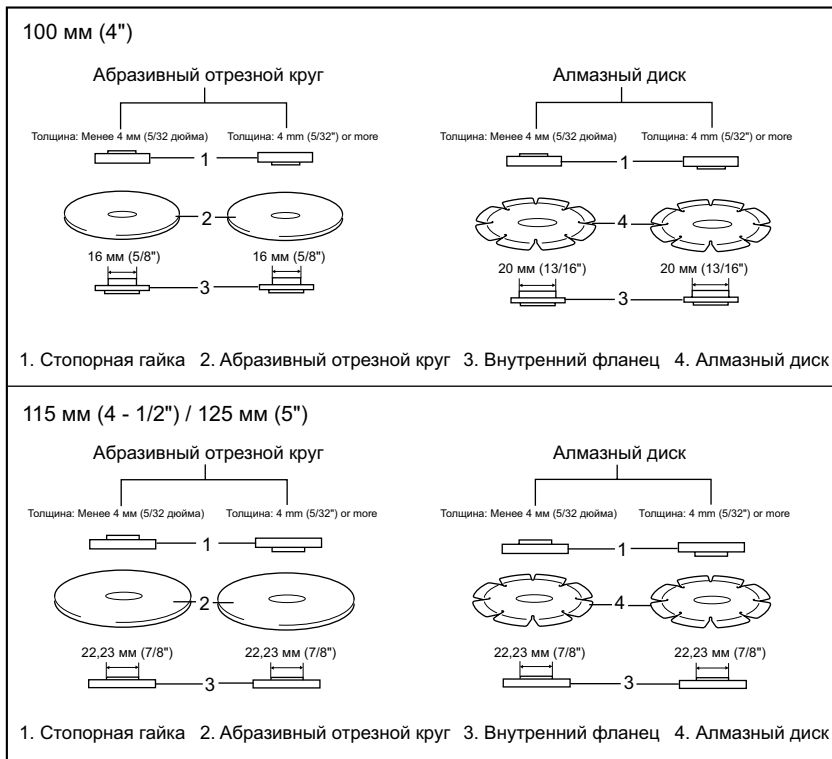 100 мм (4")
Абразивный отрезной круг Алмазный диск
Толщина: Менее 4 мм (5/32 дюйма) Толщина: 4 mm (5/32") or more Толщина: Менее 4 мм (5/32 дюйма) Толщина: 4 mm (5/32") or more
1 1
2 4
16 мм (5/8") 16 мм (5/8") 20 мм (13/16") 20 мм (13/16")
3 3
1. Стопорная гайка 2. Абразивный отрезной круг 3. Внутренний фланец 4. Алмазный диск
115 мм (4 - 1/2") / 125 мм (5")
Абразивный отрезной круг Алмазный диск
Толщина: Менее 4 мм (5/32 дюйма) Толщина: 4 mm (5/32") or more Толщина: Менее 4 мм (5/32 дюйма) Толщина: 4 mm (5/32") or more
1 1
2 4
22,23 мм (7/8") 22,23 мм (7/8") 22,23 мм (7/8") 22,23 мм (7/8")
3 3
1. Стопорная гайка 2. Абразивный отрезной круг 3. Внутренний фланец 4. Алмазный диск